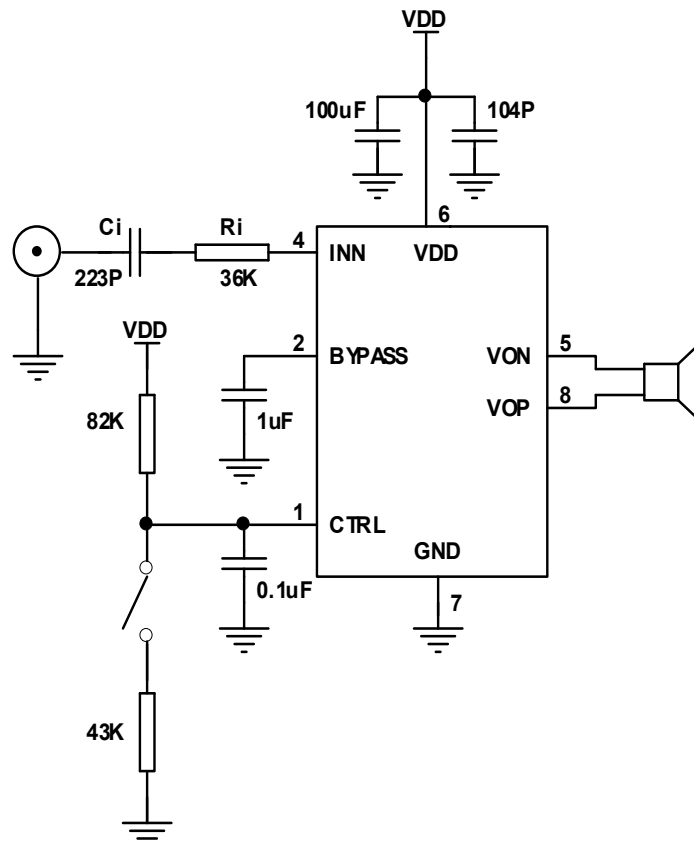 VDD
100uF
104P
6
Ci
Ri
4
INN
VDD
223P
36K
VDD
2
BYPASS
VON
5
82K
1uF
VOP
8
1
CTRL
GND
0.1uF
7
43K